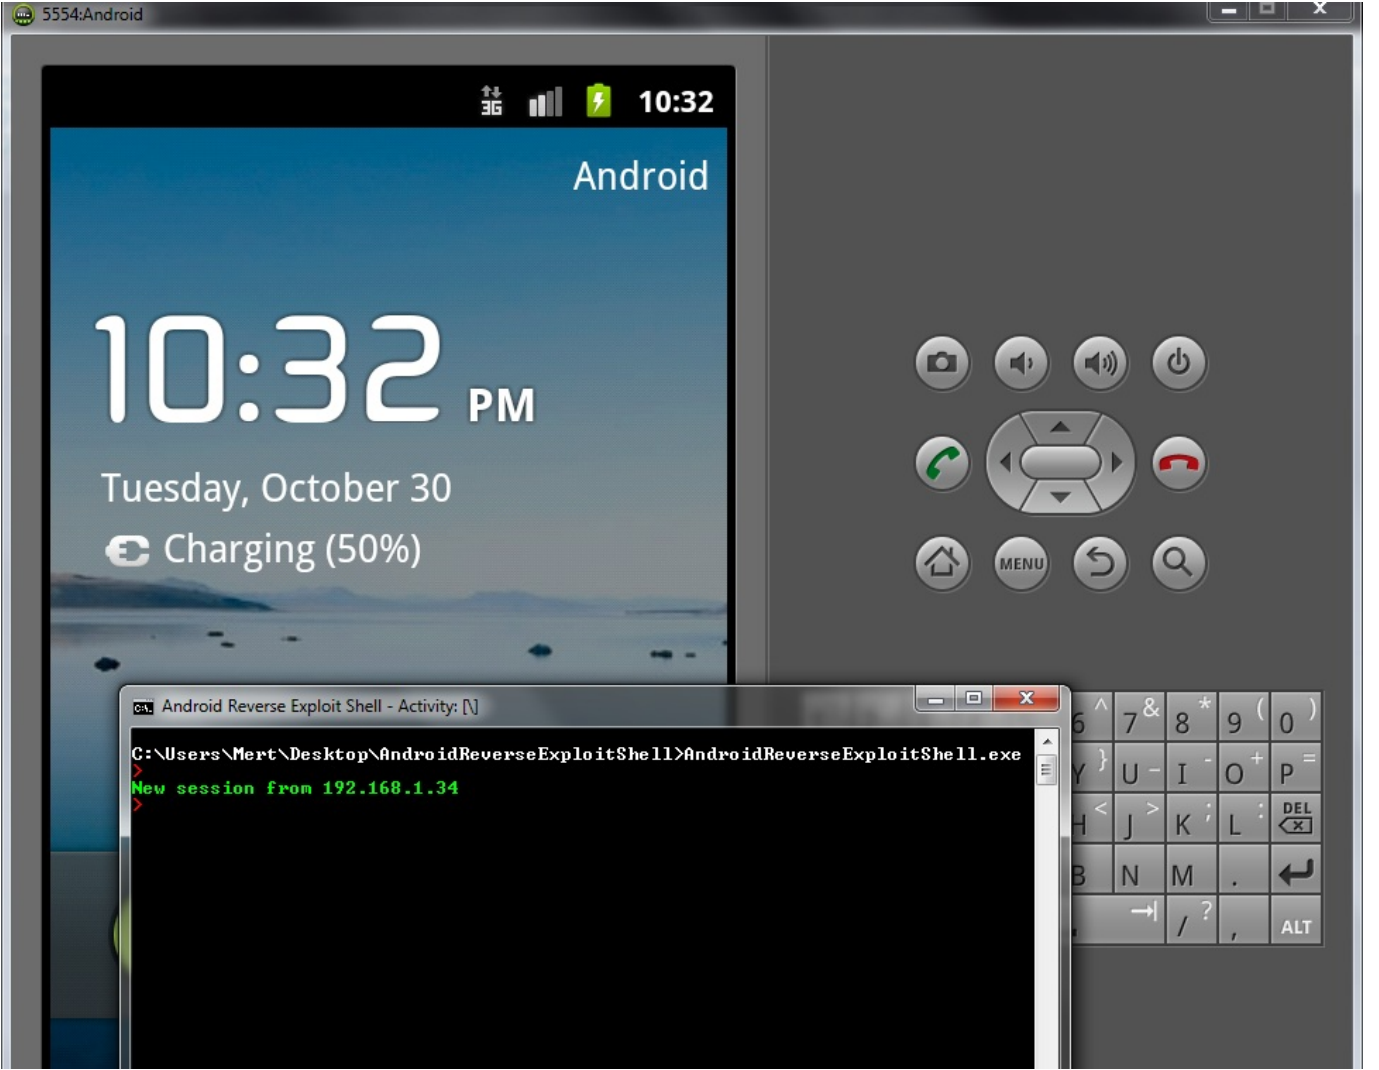 5554:Android
3G 10:32
Android
10:32 PM
Tuesday, October 30
Charging (50%)
MENU
Android Reverse Exploit Shell - Activity: [\]
C:\Users\Mert\Desktop\AndroidReverseExploitShell>AndroidReverseExploitShell.exe
>
New session from 192.168.1.34
>
6 ^ 7 & 8 * 9 ( 0 )
Y } U - I - O + P =
H < J > K ; L : DEL
B N M .
. / ? , ALT